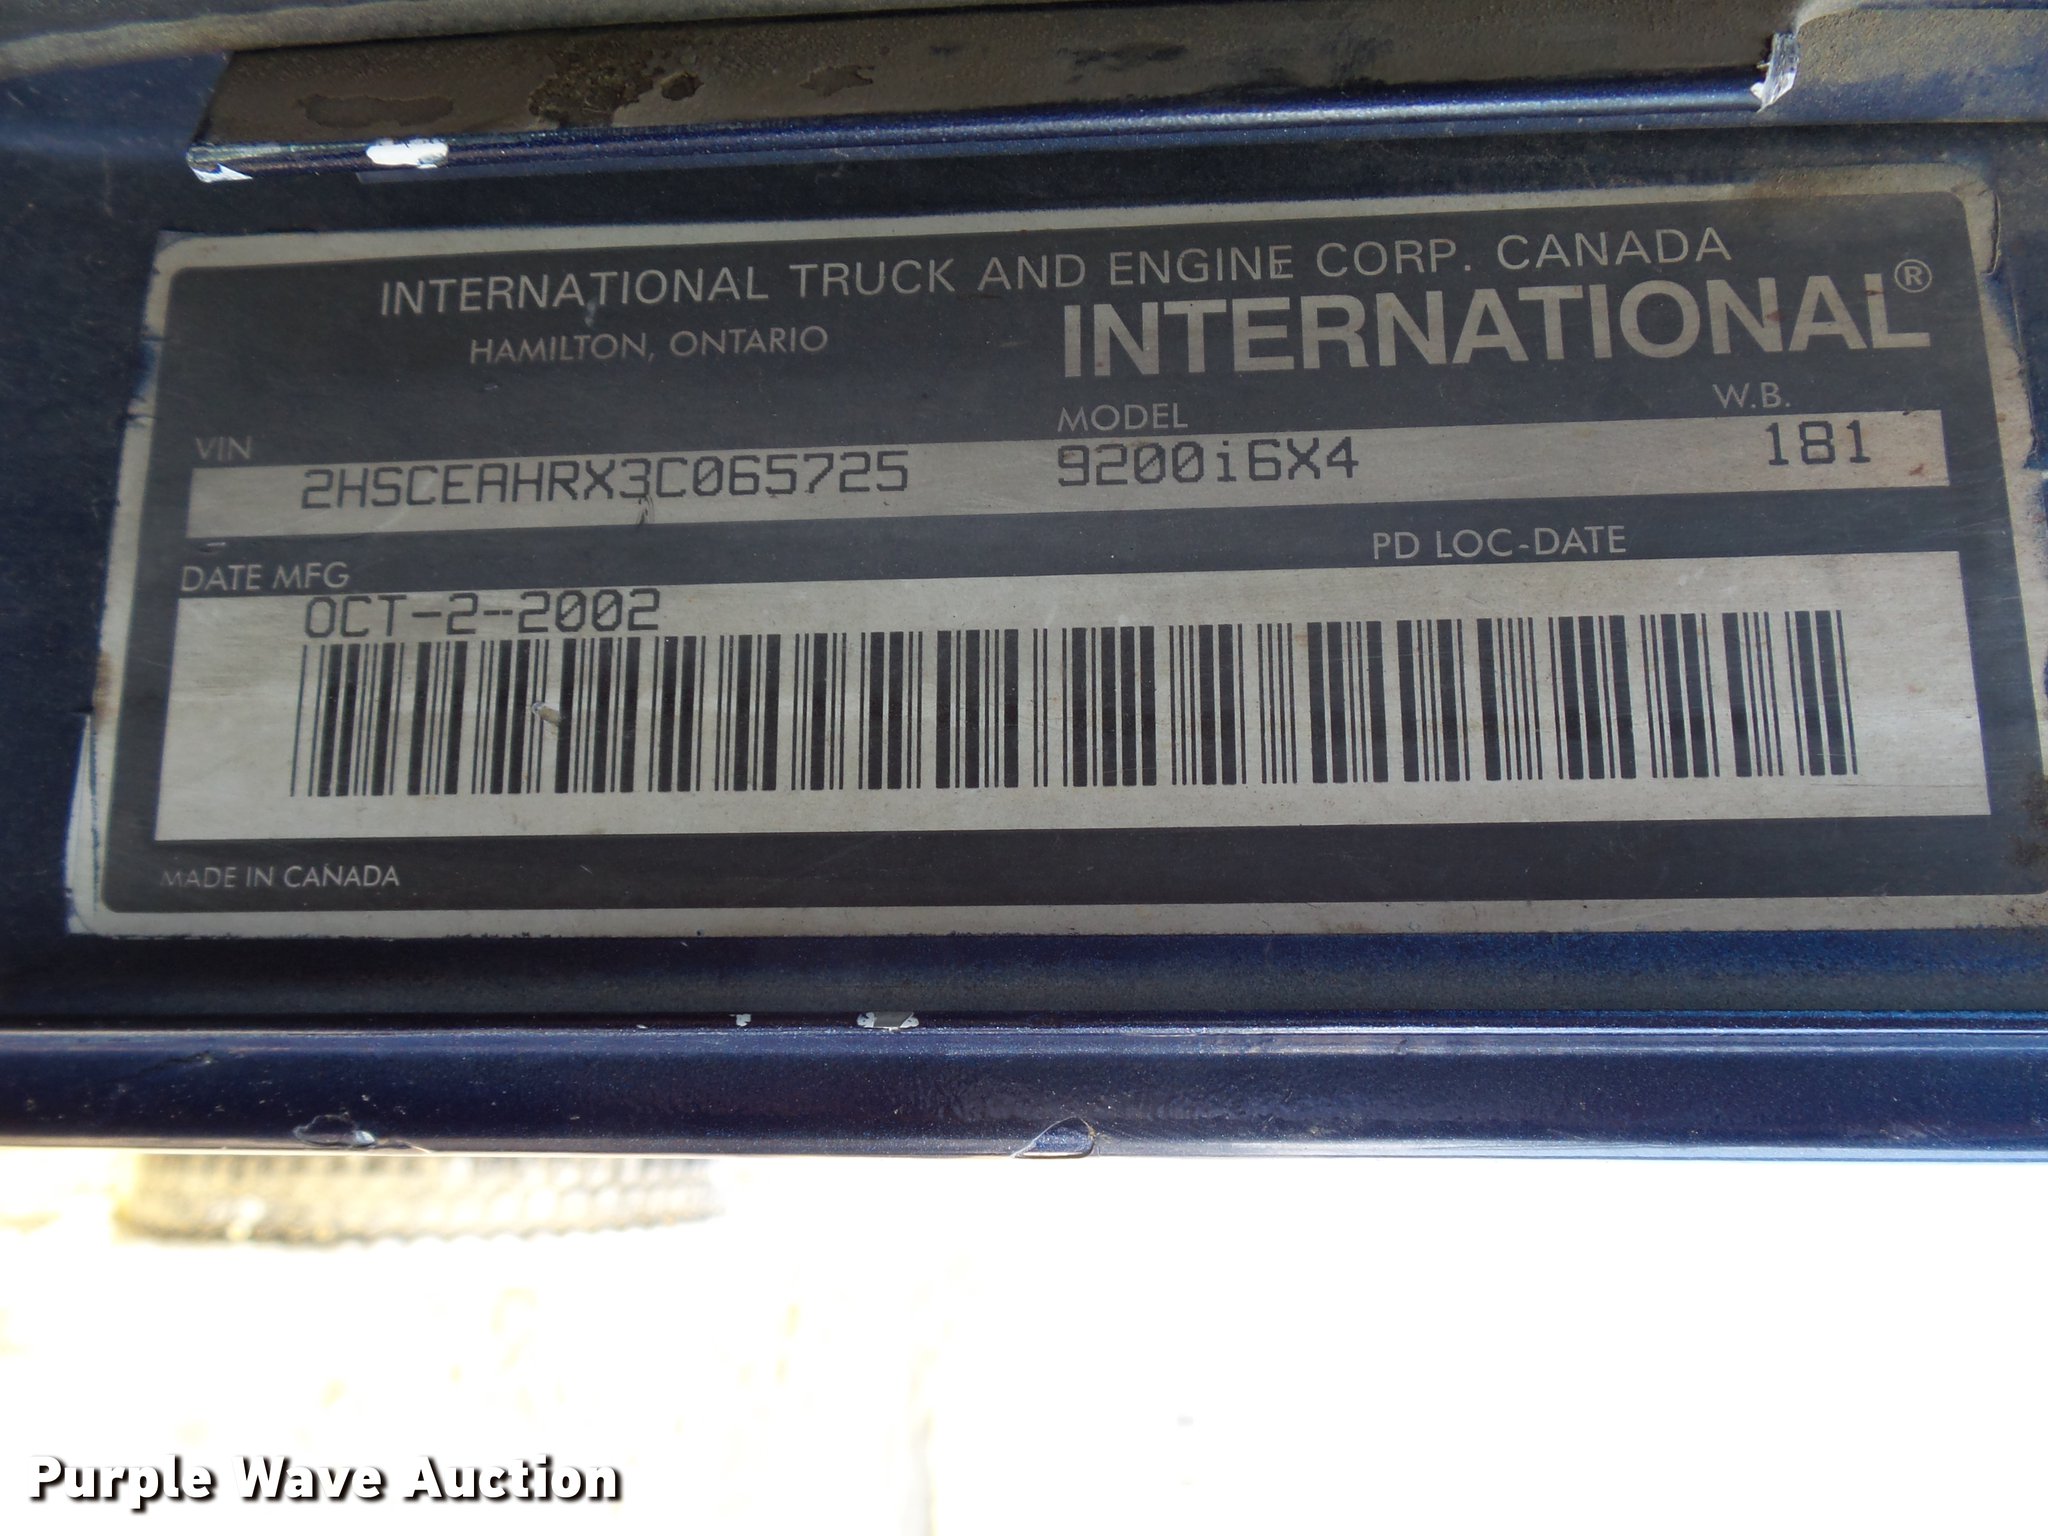 INTERNATIONAL TRUCK AND ENGINE CORP. CANADA
HAMILTON, ONTARIO
INTERNATIONAL®
VIN MODEL W.B.
2HSCEAHRX3C065725 9200i6X4 181
DATE MFG PD LOC-DATE
OCT-2-2002
MADE IN CANADA
Purple Wave Auction